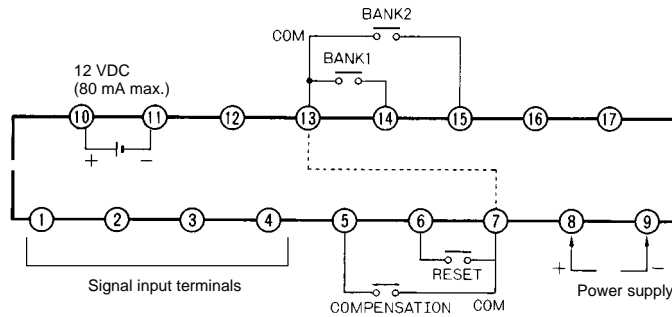 BANK2
COM
BANK1
12 VDC
(80 mA max.)
10 11 12 13 14 15 16 17
+ −
1 2 3 4 5 6 7 8 9
RESET
+ −
Signal input terminals
COMPENSATION COM
Power supply